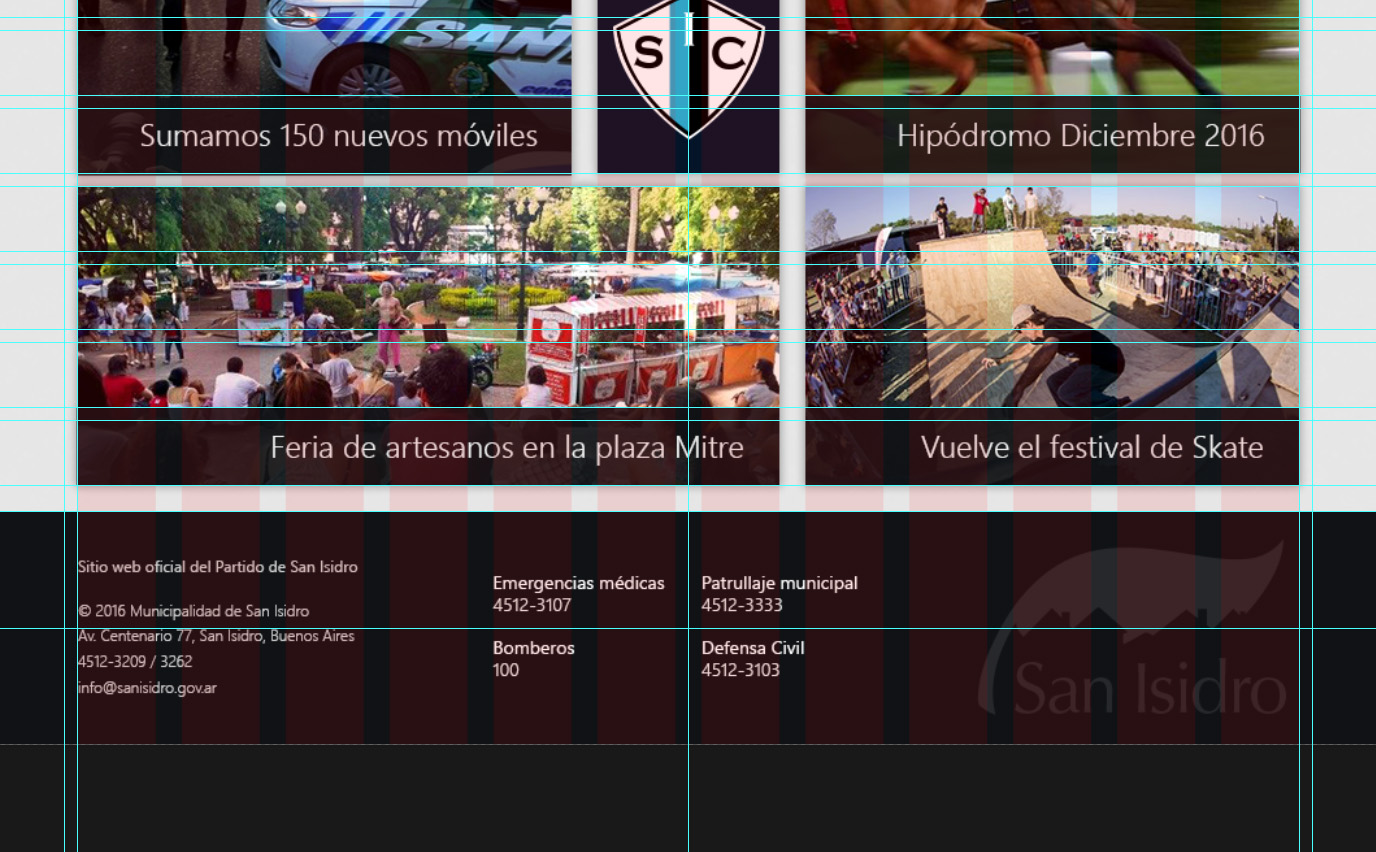 SAN
S I C
Sumamos 150 nuevos móviles
Hipódromo Diciembre 2016
Feria de artesanos en la plaza Mitre
Vuelve el festival de Skate
Sitio web oficial del Partido de San Isidro
© 2016 Municipalidad de San Isidro
Av. Centenario 77, San Isidro, Buenos Aires
4512-3209 / 3262
info@sanisidro.gov.ar
Emergencias médicas
4512-3107
Bomberos
100
Patrullaje municipal
4512-3333
Defensa Civil
4512-3103
San Isidro